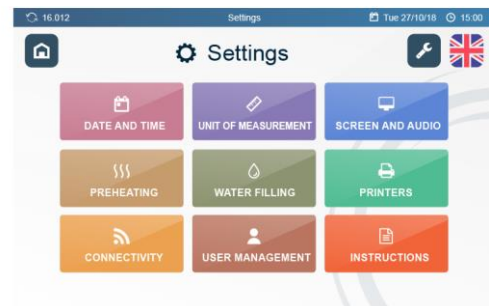 16.012 Settings Tue 27/10/18 15:00
Settings
DATE AND TIME UNIT OF MEASUREMENT SCREEN AND AUDIO
PREHEATING WATER FILLING PRINTERS
CONNECTIVITY USER MANAGEMENT INSTRUCTIONS